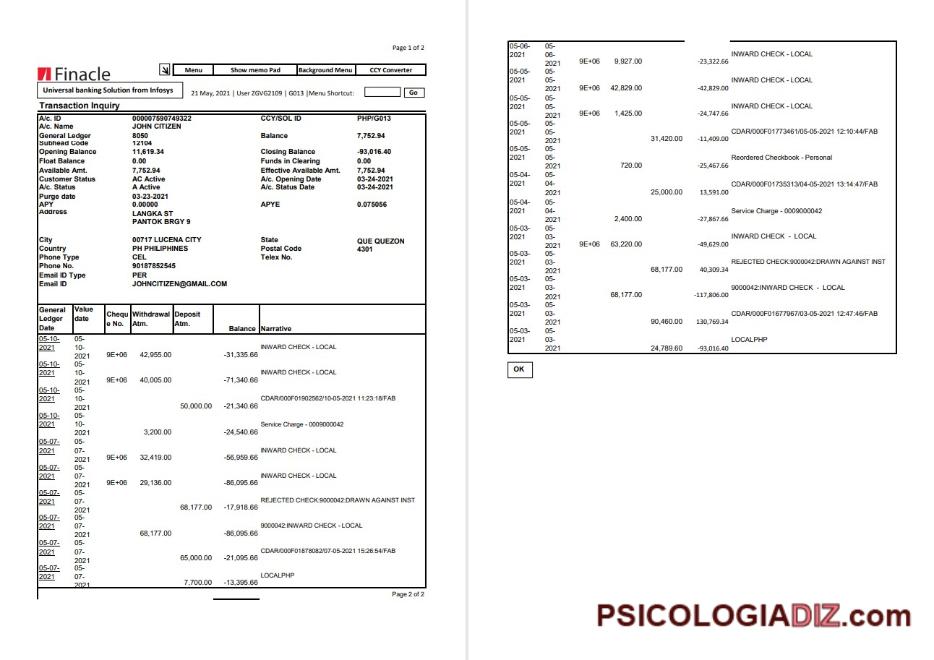 Page 1 of 2
Finacle
Menu Show memo Pad Background Menu CCY Converter
Universal banking Solution from Infosys
21 May, 2021 | User ZGVG2109 | G013 |Menu Shortcut: Go
Transaction Inquiry
A/c. ID 000007590749322 CCY/SOL ID PHP/G013
A/c. Name JOHN CITIZEN
General Ledger 8050 Balance 7,752.94
Subhead Code 12104
Opening Balance 11,619.34 Closing Balance -93,016.40
Float Balance 0.00 Funds in Clearing 0.00
Available Amt. 7,752.94 Effective Available Amt. 7,752.94
Customer Status AC Active A/c. Opening Date 03-24-2021
A/c. Status A Active A/c. Status Date 03-24-2021
Purge date 03-23-2021
APY 0.00000 APYE 0.075056
Address LANGKA ST
PANTOK BRGY 9
City 00717 LUCENA CITY State QUE QUEZON
Country PH PHILIPINES Postal Code 4301
Phone Type CEL Telex No.
Phone No. 90187852545
Email ID Type PER
Email ID JOHNCITIZEN@GMAIL.COM
General Ledger Date Value date Cheque No. Withdrawal Atm. Deposit Atm. Balance Narrative
05-10-2021 05-10-2021 9E+06 42,955.00 -31,335.66 INWARD CHECK - LOCAL
05-10-2021 05-10-2021 9E+06 40,005.00 -71,340.66 INWARD CHECK - LOCAL
05-10-2021 05-10-2021 50,000.00 -21,340.66 CDAR/000F01902562/10-05-2021 11:23:18/FAB
05-10-2021 05-10-2021 3,200.00 -24,540.66 Service Charge - 0009000042
05-07-2021 05-07-2021 9E+06 32,419.00 -56,959.66 INWARD CHECK - LOCAL
05-07-2021 05-07-2021 9E+06 29,136.00 -86,095.66 INWARD CHECK - LOCAL
05-07-2021 05-07-2021 68,177.00 -17,918.66 REJECTED CHECK:9000042:DRAWN AGAINST INST
05-07-2021 05-07-2021 68,177.00 -86,095.66 9000042:INWARD CHECK - LOCAL
05-07-2021 05-07-2021 65,000.00 -21,095.66 CDAR/000F01878082/07-05-2021 15:26:54/FAB
05-07-2021 05-07-2021 7,700.00 -13,395.66 LOCALPHP
Page 2 of 2
05-06-2021 05-06-2021 9E+06 9,927.00 -23,322.66 INWARD CHECK - LOCAL
05-05-2021 05-05-2021 9E+06 42,829.00 -42,829.00 INWARD CHECK - LOCAL
05-05-2021 05-05-2021 9E+06 1,425.00 -24,747.66 INWARD CHECK - LOCAL
05-05-2021 05-05-2021 31,420.00 -11,409.00 CDAR/000F01773461/05-05-2021 12:10:44/FAB
05-05-2021 05-05-2021 720.00 -25,467.66 Reordered Checkbook - Personal
05-04-2021 05-04-2021 25,000.00 13,591.00 CDAR/000F01735313/04-05-2021 13:14:47/FAB
05-04-2021 05-04-2021 2,400.00 -27,867.66 Service Charge - 0009000042
05-03-2021 05-03-2021 9E+06 63,220.00 -49,629.00 INWARD CHECK - LOCAL
05-03-2021 05-03-2021 68,177.00 40,309.34 REJECTED CHECK:9000042:DRAWN AGAINST INST
05-03-2021 05-03-2021 68,177.00 -117,806.00 9000042:INWARD CHECK - LOCAL
05-03-2021 05-03-2021 90,460.00 130,769.34 CDAR/000F01677967/03-05-2021 12:47:46/FAB
05-03-2021 05-03-2021 24,789.60 -93,016.40 LOCALPHP
OK
PSICOLOGIADIZ.com